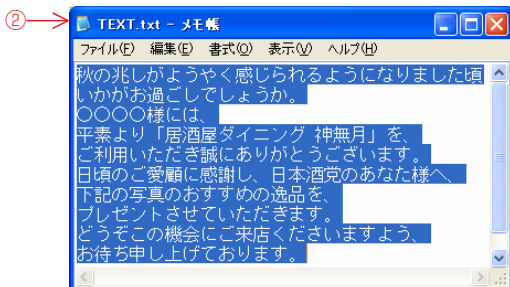 ②
TEXT.txt - メモ帳
ファイル(F) 編集(E) 書式(O) 表示(V) ヘルプ(H)
秋の兆しがようやく感じられるようになりました頃
いかがお過ごしでしょうか。
〇〇〇〇様には、
平素より「居酒屋ダイニング 神無月」を、
ご利用いただき誠にありがとうございます。
日頃のご愛顧に感謝し、日本酒党のあなた様へ、
下記の写真のおすすめの逸品を、
プレゼントさせていただきます。
どうぞこの機会にご来店くださいますよう、
お待ち申し上げております。